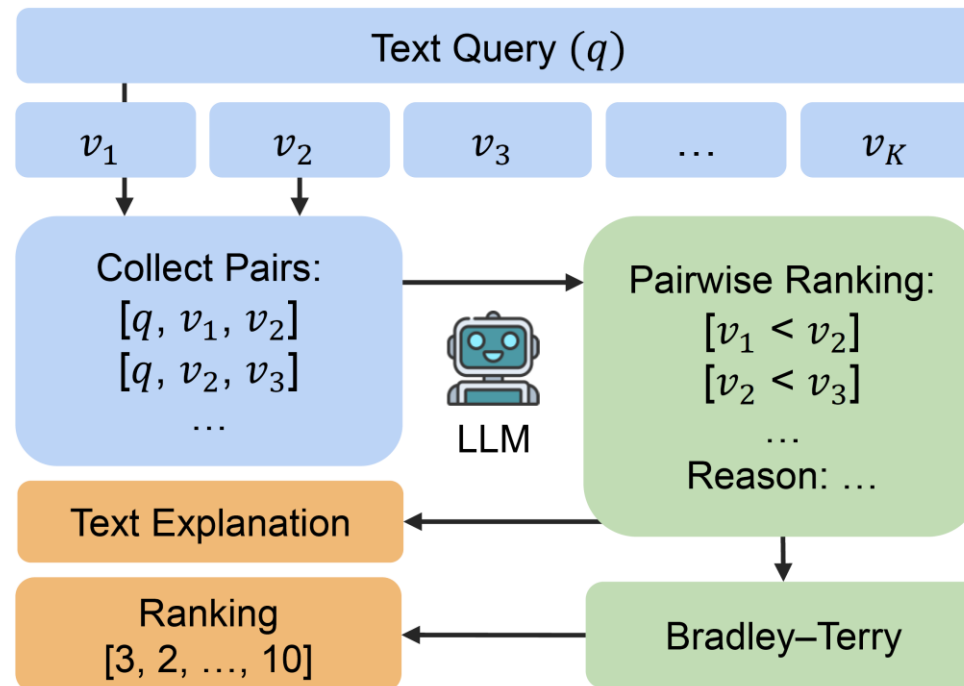 Text Query (q)
v₁
v₂
v₃
…
v_K
Collect Pairs:
[q, v₁, v₂]
[q, v₂, v₃]
…
LLM
Pairwise Ranking:
[v₁ < v₂]
[v₂ < v₃]
…
Reason: …
Text Explanation
Ranking
[3, 2, …, 10]
Bradley–Terry